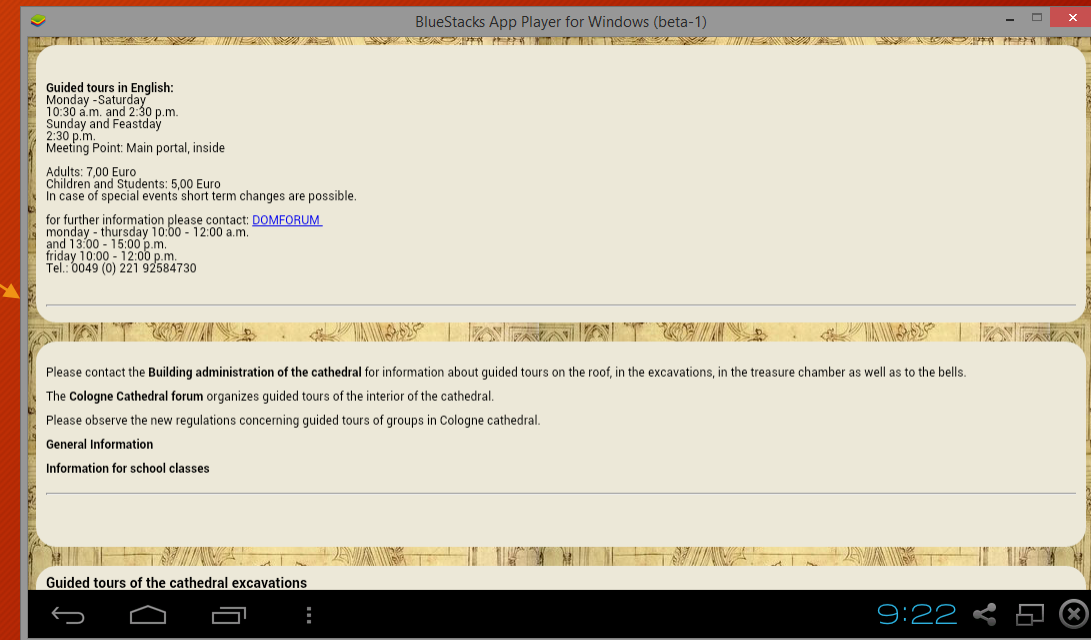 BlueStacks App Player for Windows (beta-1)
Guided tours in English:
Monday -Saturday
10:30 a.m. and 2:30 p.m.
Sunday and Feastday
2:30 p.m.
Meeting Point: Main portal, inside
Adults: 7,00 Euro
Children and Students: 5,00 Euro
In case of special events short term changes are possible.
for further information please contact: DOMFORUM
monday - thursday 10:00 - 12:00 a.m.
and 13:00 - 15:00 p.m.
friday 10:00 - 12:00 p.m.
Tel.: 0049 (0) 221 92584730
Please contact the Building administration of the cathedral for information about guided tours on the roof, in the excavations, in the treasure chamber as well as to the bells.
The Cologne Cathedral forum organizes guided tours of the interior of the cathedral.
Please observe the new regulations concerning guided tours of groups in Cologne cathedral.
General Information
Information for school classes
Guided tours of the cathedral excavations
9:22